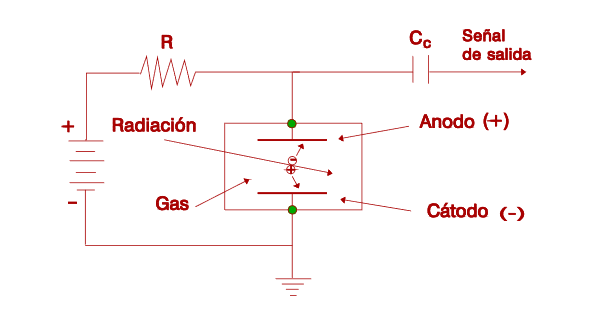 R
Cc
Señal
de salida
+
Radiación
Anodo (+)
-
+
Gas
Cátodo (-)
-